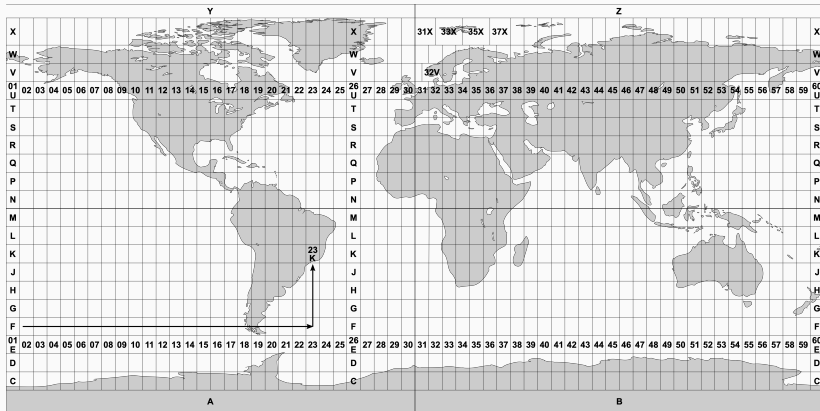 Y Z
X X 31X 33X 35X 37X X
W W W
V V 32V V
01 02 03 04 05 06 07 08 09 10 11 12 13 14 15 16 17 18 19 20 21 22 23 24 25 26 27 28 29 30 31 32 33 34 35 36 37 38 39 40 41 42 43 44 45 46 47 48 49 50 51 52 53 54 55 56 57 58 59 60
U U U
T T T
S S S
R R R
Q Q Q
P P P
N N N
M M M
L L L
23
K K K K
J J J
H H H
G G G
F F F
01 02 03 04 05 06 07 08 09 10 11 12 13 14 15 16 17 18 19 20 21 22 23 24 25 26 27 28 29 30 31 32 33 34 35 36 37 38 39 40 41 42 43 44 45 46 47 48 49 50 51 52 53 54 55 56 57 58 59 60
E E E
D D D
C C C
A B